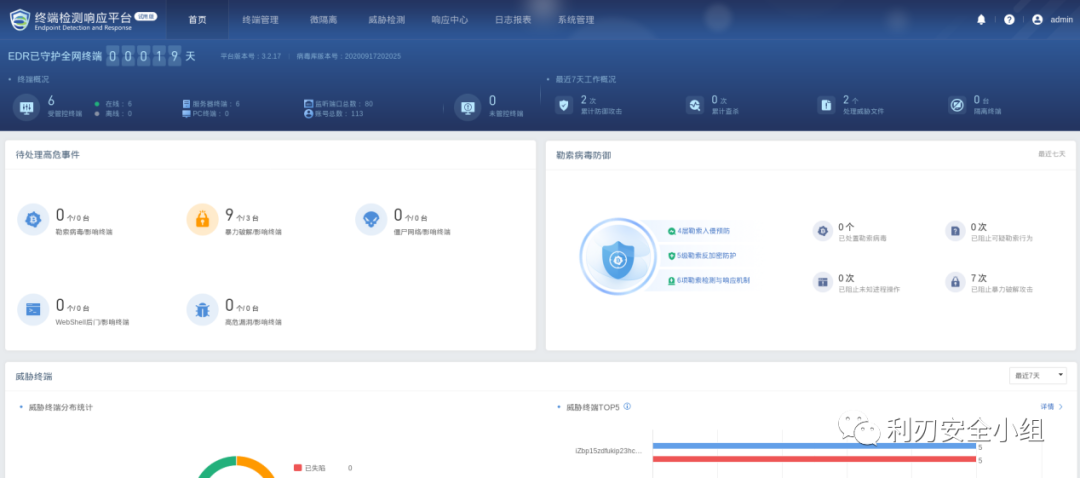 终端检测响应平台 试用版
Endpoint Detection and Response
首页 终端管理 微隔离 威胁检测 响应中心 日志报表 系统管理 admin
EDR已守护全网终端 0 0 0 1 9 天 平台版本号：3.2.17 病毒库版本号：20200917202025
终端概况
6
受管控终端
在线： 6
离线： 0
服务器终端： 6
PC终端： 0
监听端口总数： 80
账号总数： 113
0
未管控终端
最近7天工作概况
2 次
累计防御攻击
0 次
累计查杀
2 个
处理威胁文件
0 台
隔离终端
待处理高危事件
0 个/ 0 台
勒索病毒/影响终端
9 个/ 3 台
暴力破解/影响终端
0 个/ 0 台
僵尸网络/影响终端
0 个/ 0 台
WebShell后门/影响终端
0 个/ 0 台
高危漏洞/影响终端
勒索病毒防御 最近七天
4层勒索入侵预防
5级勒索反加密防护
6项勒索检测与响应机制
0 个
已处置勒索病毒
0 次
已阻止可疑勒索行为
0 次
已阻止未知进程操作
7 次
已阻止暴力破解攻击
威胁终端 最近7天
威胁终端分布统计
已失陷 0
威胁终端TOP5 详情
iZbp15zdfukip23hc...
5
5
利刃安全小组